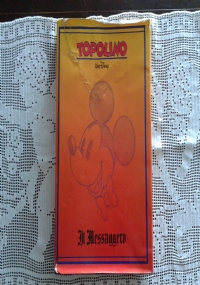 TOPOLINO
Walt Disney
Il Messaggero